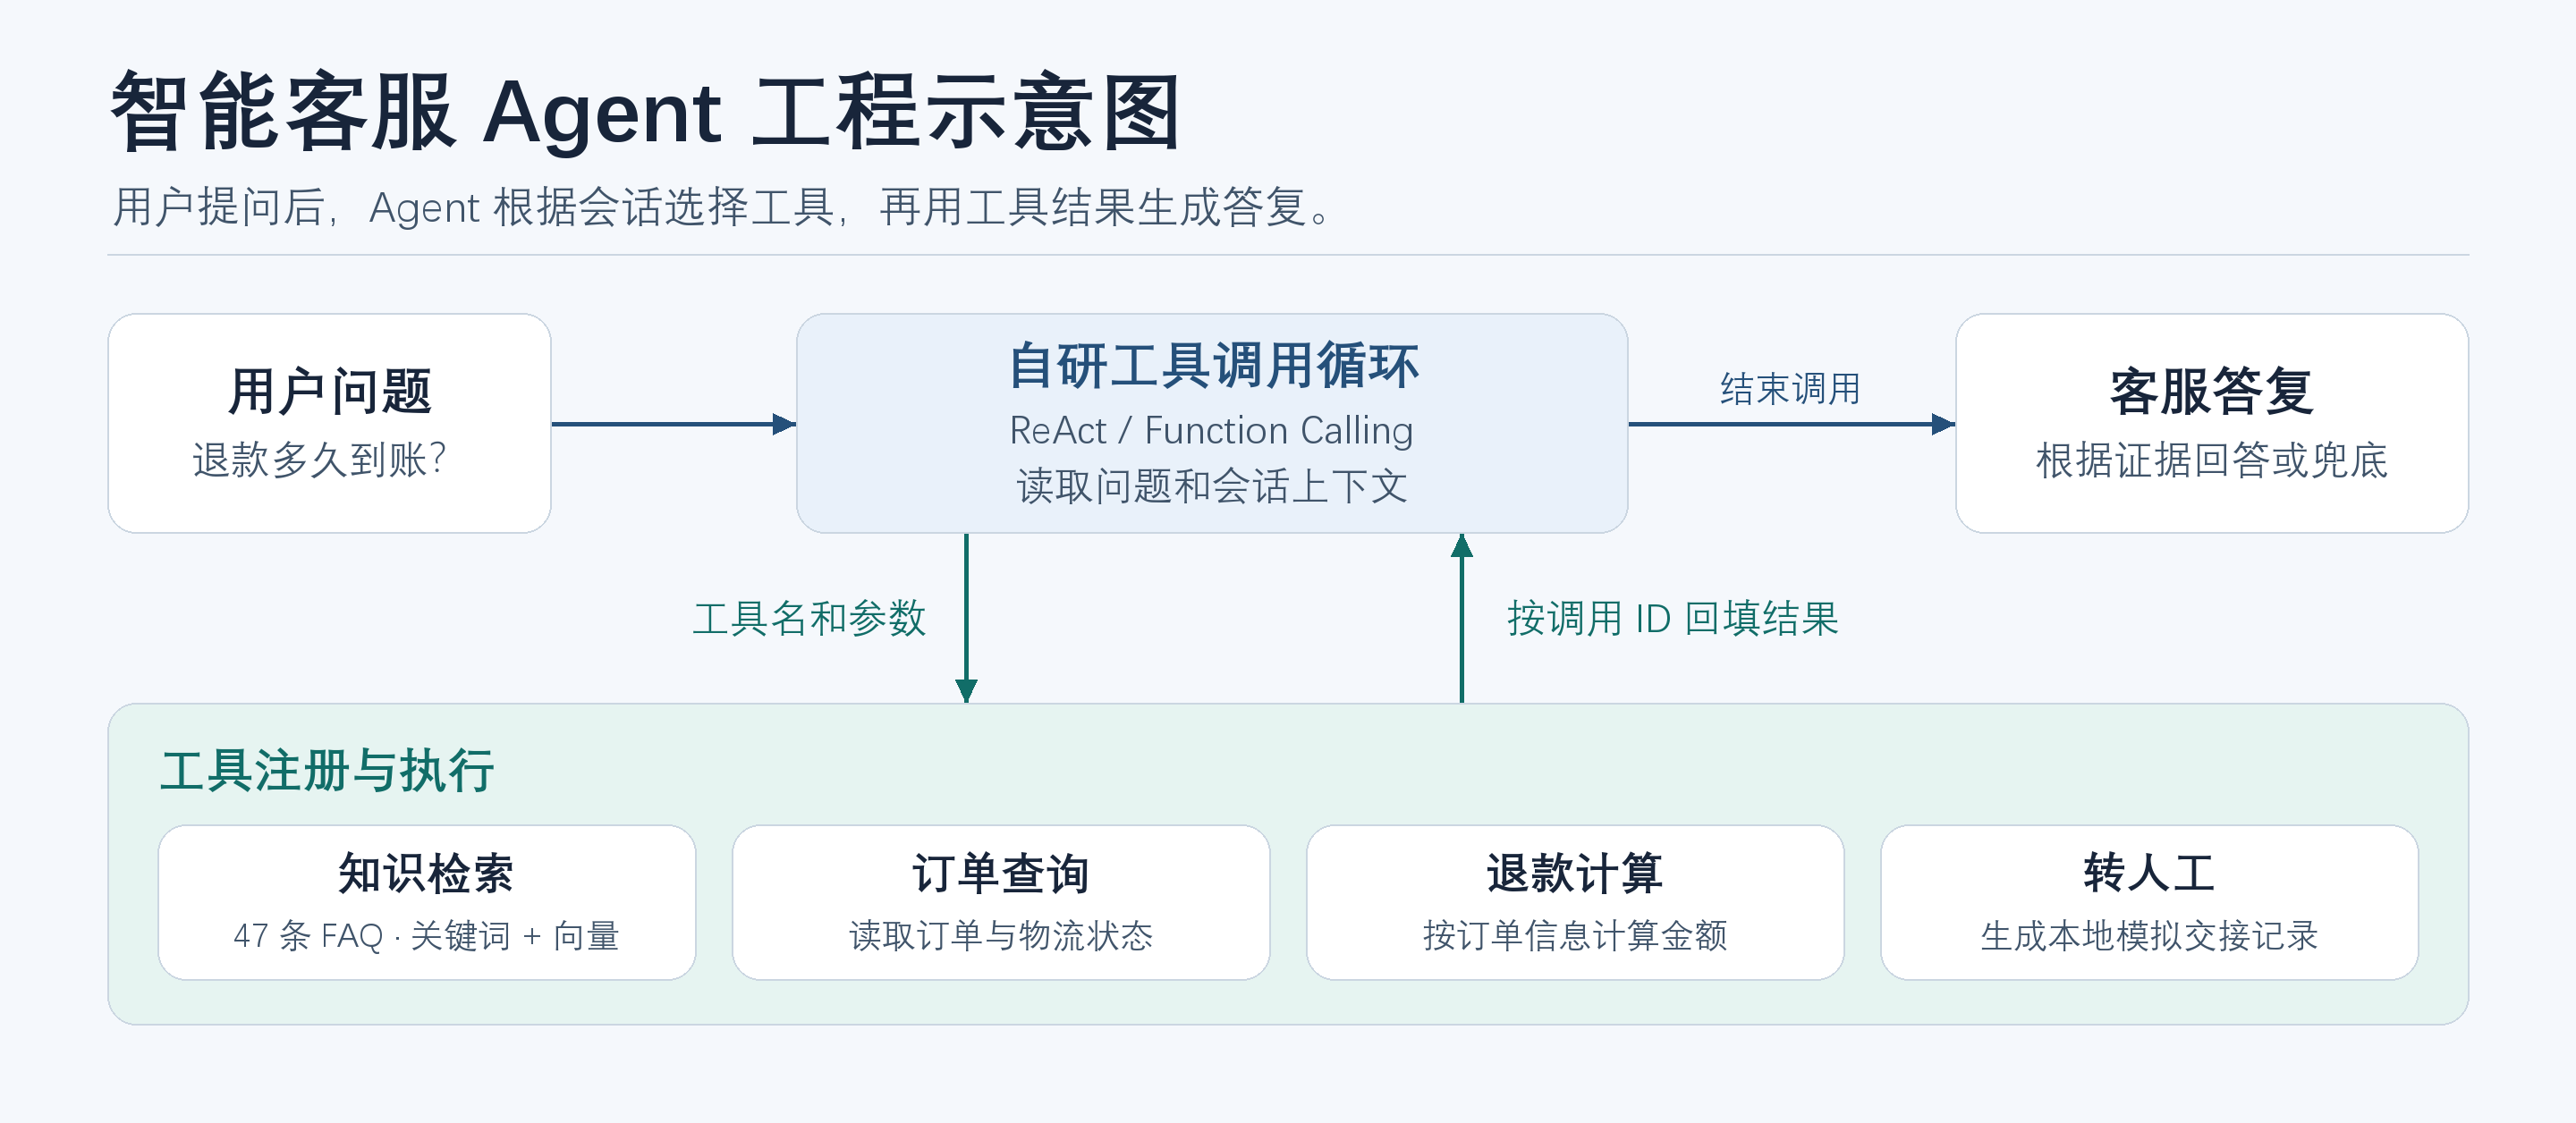 智能客服 Agent 工程示意图
用户提问后，Agent 根据会话选择工具，再用工具结果生成答复。
用户问题
退款多久到账？
自研工具调用循环
ReAct / Function Calling
读取问题和会话上下文
结束调用
客服答复
根据证据回答或兜底
工具名和参数
按调用 ID 回填结果
工具注册与执行
知识检索
47 条 FAQ · 关键词 + 向量
订单查询
读取订单与物流状态
退款计算
按订单信息计算金额
转人工
生成本地模拟交接记录